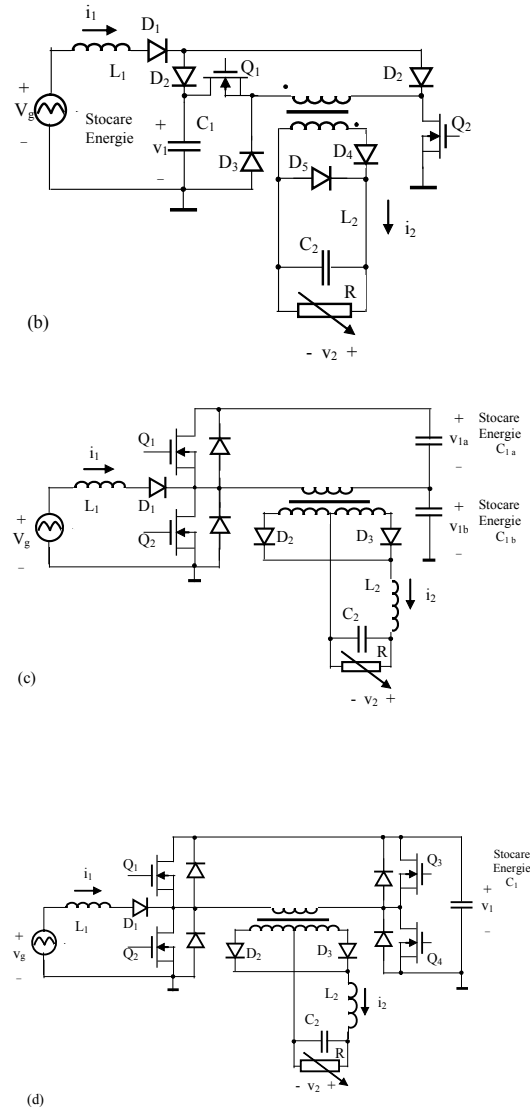 i1
D1
L1
D2
Q1
D2
+
Vg
–
Stocare
Energie
+
v1
–
C1
D3
Q2
D5
D4
L2
i2
C2
R
- v2 +
(b)
Q1
i1
L1
D1
+
Vg
–
Q2
+
v1a
–
Stocare
Energie
C1 a
+
v1b
–
Stocare
Energie
C1 b
D2
D3
L2
i2
C2
R
- v2 +
(c)
Q1
i1
L1
D1
+
vg
–
Q2
Q3
Q4
Stocare
Energie
C1
+
v1
–
D2
D3
L2
i2
C2
R
- v2 +
(d)